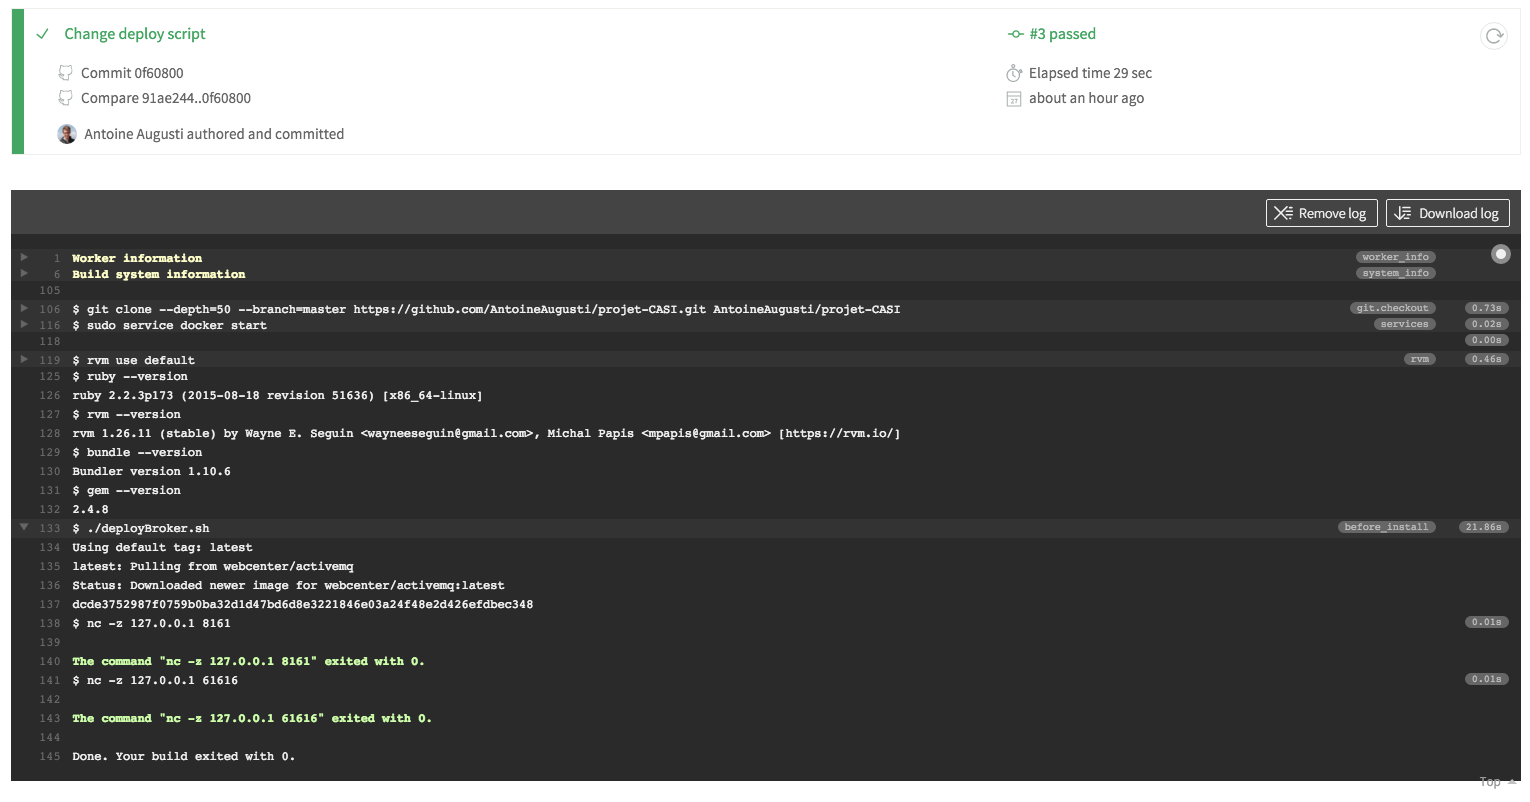 Change deploy script
#3 passed
Commit 0f60800
Elapsed time 29 sec
Compare 91ae244..0f60800
27
about an hour ago
Antoine Augusti authored and committed
Remove log
Download log
1 Worker information worker_info
6 Build system information system_info
105
106 $ git clone --depth=50 --branch=master https://github.com/AntoineAugusti/projet-CASI.git AntoineAugusti/projet-CASI git.checkout 0.73s
116 $ sudo service docker start services 0.02s
118 0.00s
119 $ rvm use default rvm 0.46s
125 $ ruby --version
126 ruby 2.2.3p173 (2015-08-18 revision 51636) [x86_64-linux]
127 $ rvm --version
128 rvm 1.26.11 (stable) by Wayne E. Seguin <wayneeseguin@gmail.com>, Michal Papis <mpapis@gmail.com> [https://rvm.io/]
129 $ bundle --version
130 Bundler version 1.10.6
131 $ gem --version
132 2.4.8
133 $ ./deployBroker.sh before_install 21.86s
134 Using default tag: latest
135 latest: Pulling from webcenter/activemq
136 Status: Downloaded newer image for webcenter/activemq:latest
137 dcde3752987f0759b0ba32d1d47bd6d8e3221846e03a24f48e2d426efdbec348
138 $ nc -z 127.0.0.1 8161 0.01s
139
140 The command "nc -z 127.0.0.1 8161" exited with 0.
141 $ nc -z 127.0.0.1 61616 0.01s
142
143 The command "nc -z 127.0.0.1 61616" exited with 0.
144
145 Done. Your build exited with 0.
Top